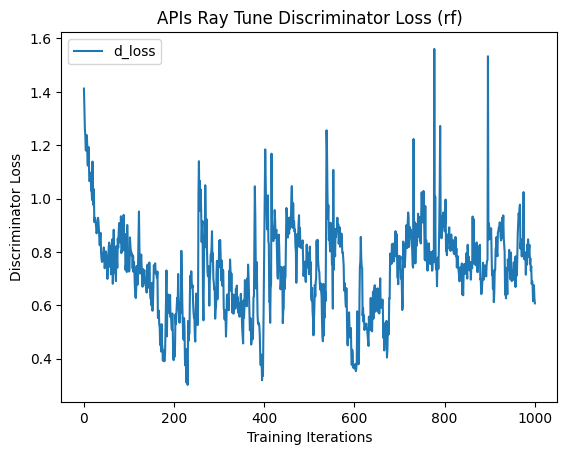 APIs Ray Tune Discriminator Loss (rf)
d_loss
Discriminator Loss
1.6
1.4
1.2
1.0
0.8
0.6
0.4
0 200 400 600 800 1000
Training Iterations